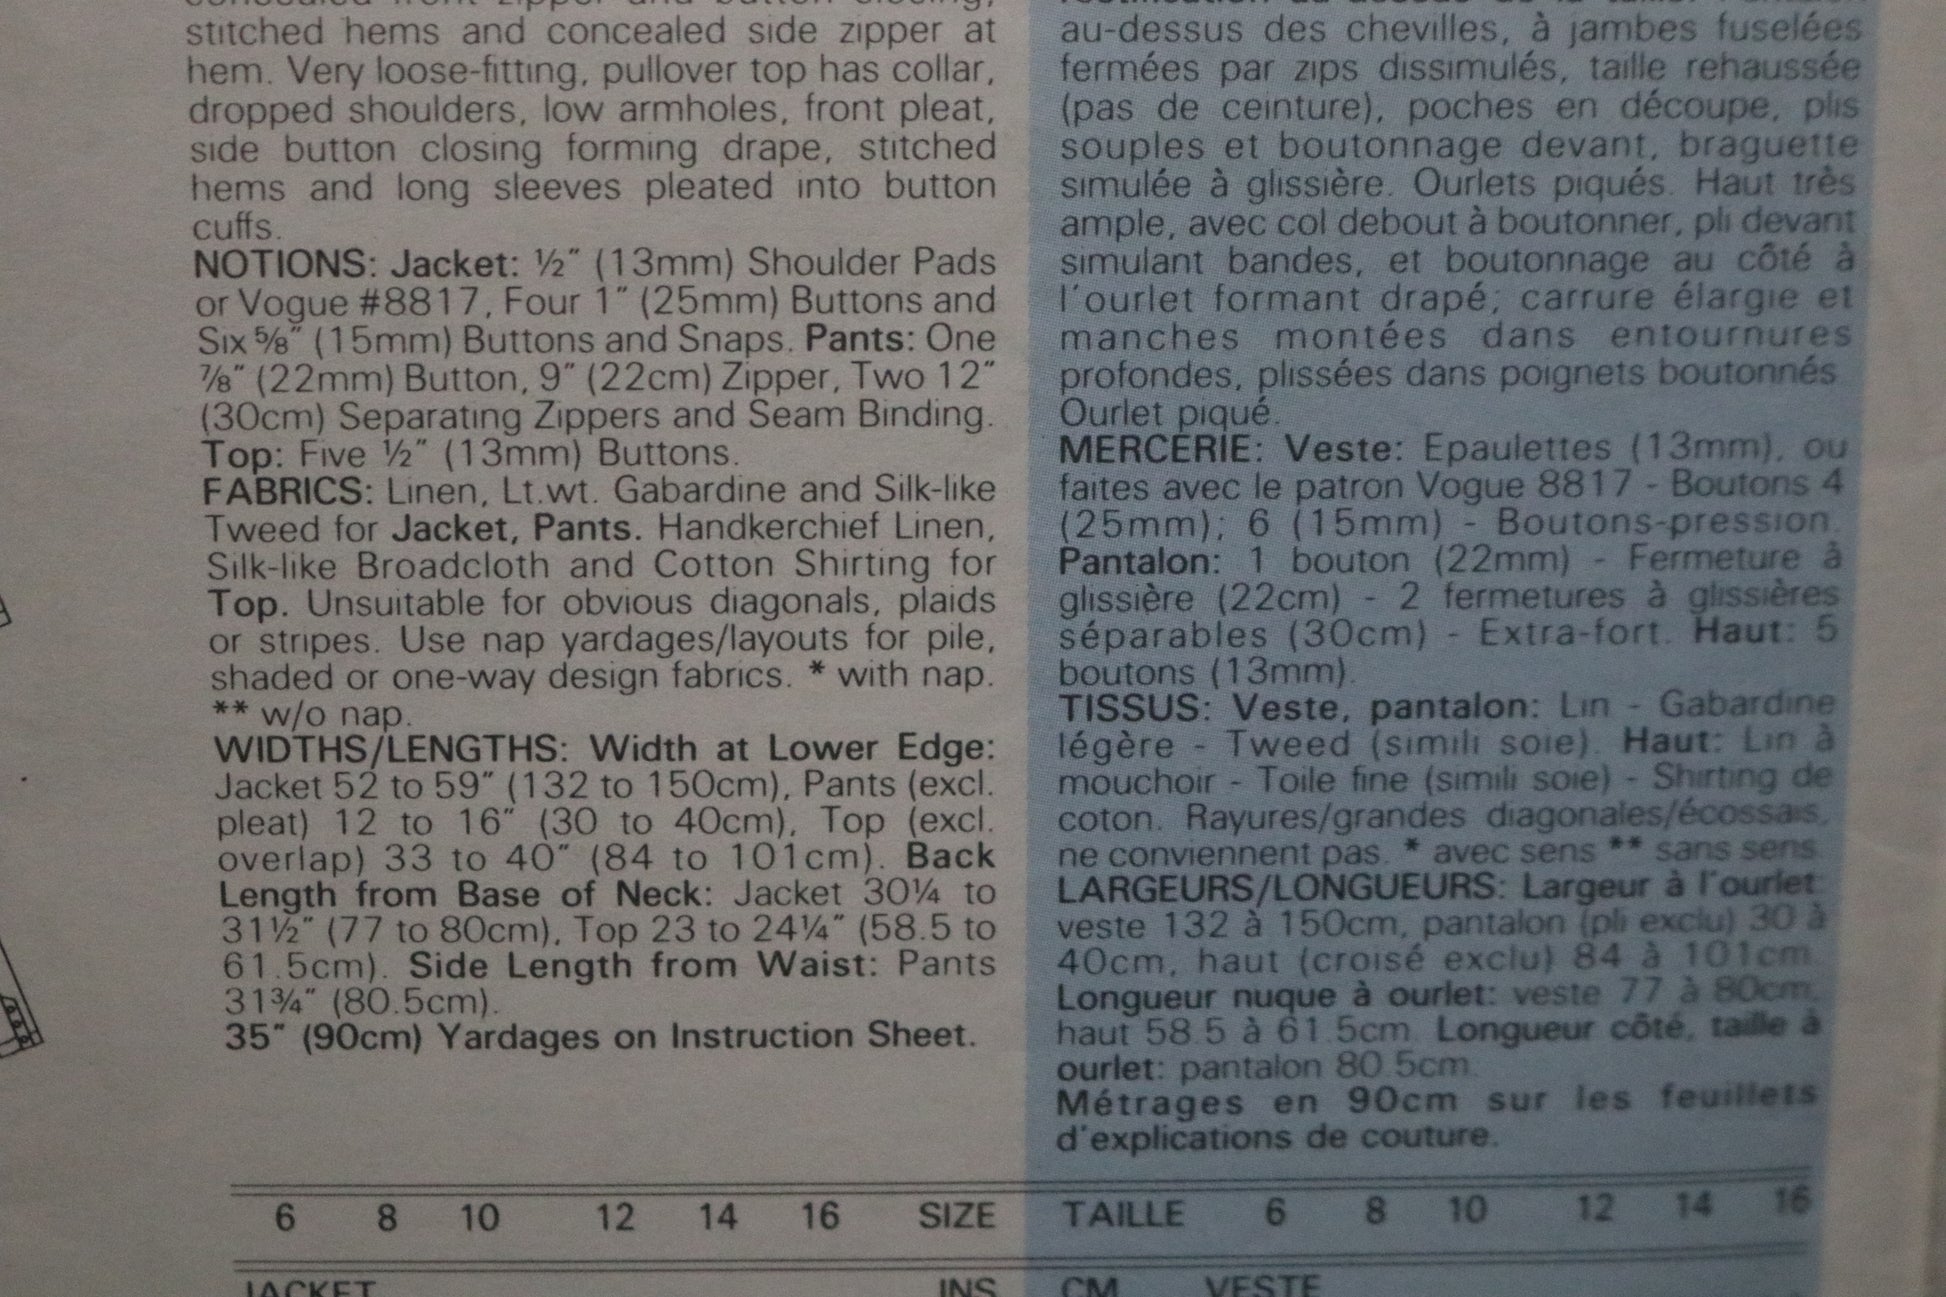 concealed front zipper and button closing,
stitched hems and concealed side zipper at
hem. Very loose-fitting, pullover top has collar,
dropped shoulders, low armholes, front pleat,
side button closing forming drape, stitched
hems and long sleeves pleated into button
cuffs.
NOTIONS: Jacket: ½″ (13mm) Shoulder Pads
or Vogue #8817, Four 1″ (25mm) Buttons and
Six ⅝″ (15mm) Buttons and Snaps. Pants: One
⅞″ (22mm) Button, 9″ (22cm) Zipper, Two 12″
(30cm) Separating Zippers and Seam Binding.
Top: Five ½″ (13mm) Buttons.
FABRICS: Linen, Lt.wt. Gabardine and Silk-like
Tweed for Jacket, Pants. Handkerchief Linen,
Silk-like Broadcloth and Cotton Shirting for
Top. Unsuitable for obvious diagonals, plaids
or stripes. Use nap yardages/layouts for pile,
shaded or one-way design fabrics. * with nap.
** w/o nap.
WIDTHS/LENGTHS: Width at Lower Edge:
Jacket 52 to 59″ (132 to 150cm), Pants (excl.
pleat) 12 to 16″ (30 to 40cm), Top (excl.
overlap) 33 to 40″ (84 to 101cm). Back
Length from Base of Neck: Jacket 30¼ to
31½″ (77 to 80cm), Top 23 to 24¼″ (58.5 to
61.5cm). Side Length from Waist: Pants
31¾″ (80.5cm).
35″ (90cm) Yardages on Instruction Sheet.
au-dessus des chevilles, à jambes fuselées
fermées par zips dissimulés, taille rehaussée
(pas de ceinture), poches en découpe, plis
souples et boutonnage devant, braguette
simulée à glissière. Ourlets piqués. Haut très
ample, avec col debout à boutonner, pli devant
simulant bandes, et boutonnage au côté à
l'ourlet formant drapé; carrure élargie et
manches montées dans entournures
profondes, plissées dans poignets boutonnés.
Ourlet piqué.
MERCERIE: Veste: Epaulettes (13mm), ou
faites avec le patron Vogue 8817 - Boutons 4
(25mm); 6 (15mm) - Boutons-pression.
Pantalon: 1 bouton (22mm) - Fermeture à
glissière (22cm) - 2 fermetures à glissières
séparables (30cm) - Extra-fort. Haut: 5
boutons (13mm).
TISSUS: Veste, pantalon: Lin - Gabardine
légère - Tweed (simili soie). Haut: Lin à
mouchoir - Toile fine (simili soie) - Shirting de
coton. Rayures/grandes diagonales/écossais,
ne conviennent pas. * avec sens ** sans sens.
LARGEURS/LONGUEURS: Largeur à l'ourlet:
veste 132 à 150cm, pantalon (pli exclu) 30 à
40cm, haut (croisé exclu) 84 à 101cm.
Longueur nuque à ourlet: veste 77 à 80cm,
haut 58.5 à 61.5cm. Longueur côté, taille à
ourlet: pantalon 80.5cm.
Métrages en 90cm sur les feuillets
d'explications de couture.
6 8 10 12 14 16 SIZE TAILLE 6 8 10 12 14 16
JACKET INS CM VESTE